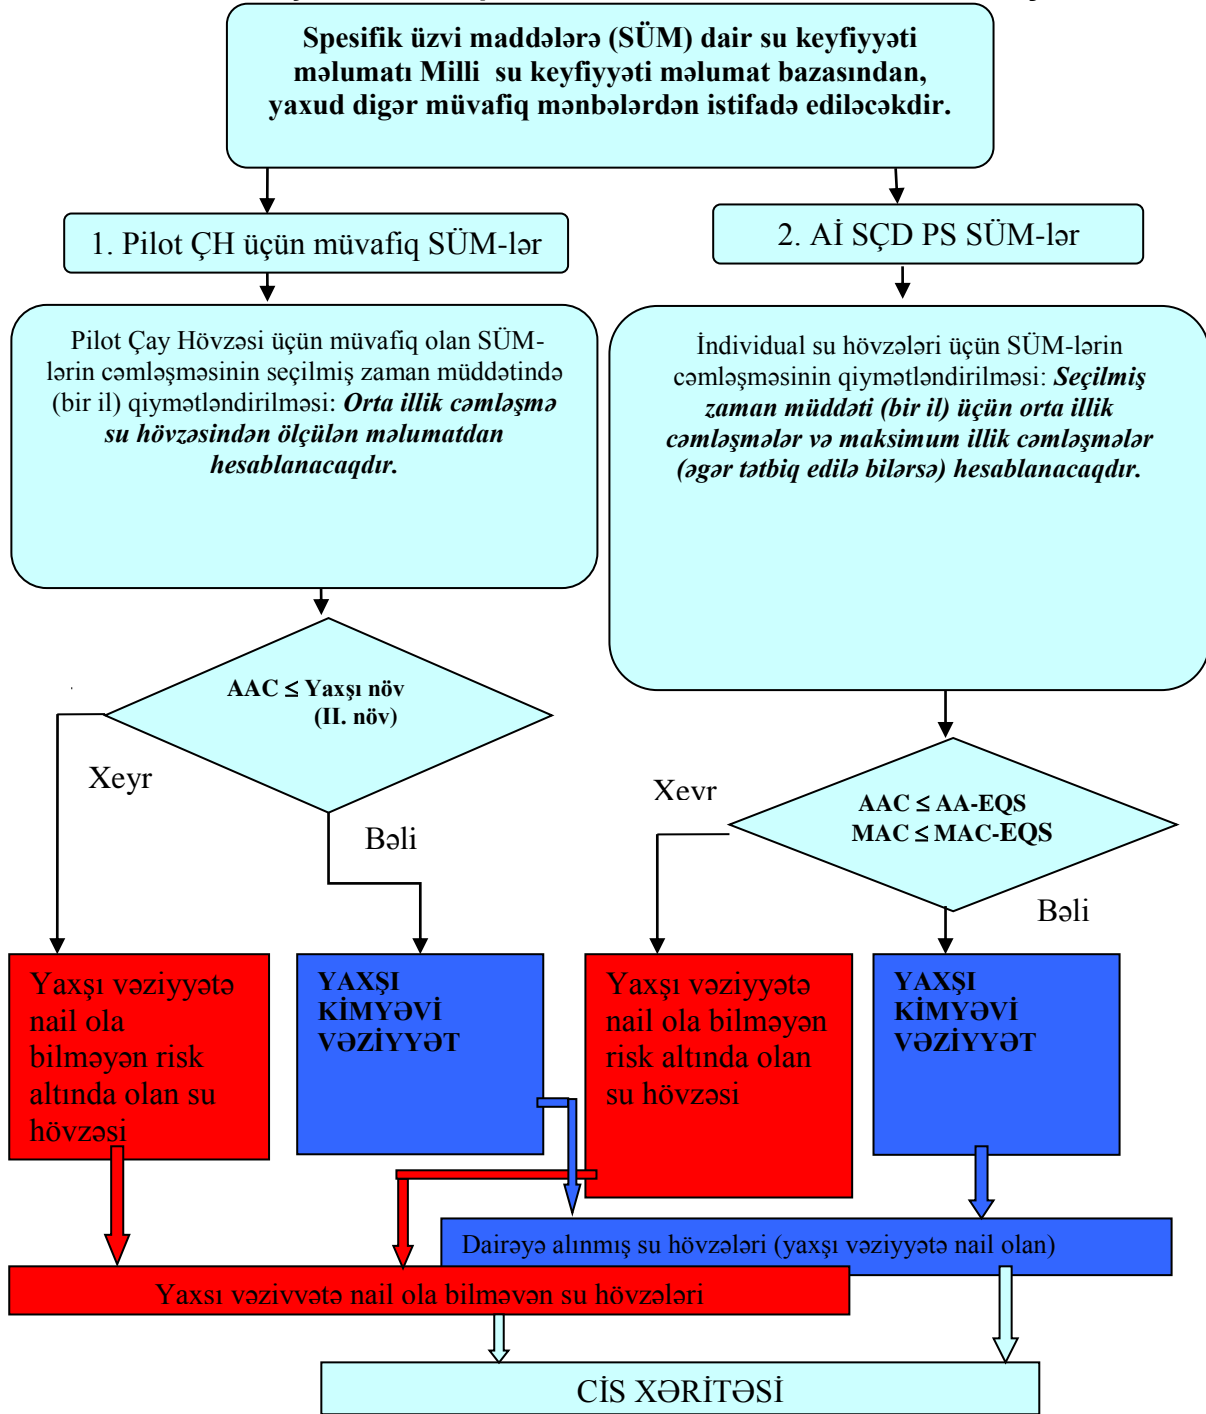 Spesifik üzvi maddələrə (SÜM) dair su keyfiyyəti
məlumatı Milli su keyfiyyəti məlumat bazasından,
yaxud digər müvafiq mənbələrdən istifadə ediləcəkdir.
1. Pilot ÇH üçün müvafiq SÜM-lər
2. Aİ SÇD PS SÜM-lər
Pilot Çay Hövzəsi üçün müvafiq olan SÜM-
lərin cəmləşməsinin seçilmiş zaman müddətində
(bir il) qiymətləndirilməsi: Orta illik cəmləşmə
su hövzəsindən ölçülən məlumatdan
hesablanacaqdır.
İndividual su hövzələri üçün SÜM-lərin
cəmləşməsinin qiymətləndirilməsi: Seçilmiş
zaman müddəti (bir il) üçün orta illik
cəmləşmələr və maksimum illik cəmləşmələr
(əgər tətbiq edilə bilərsə) hesablanacaqdır.
AAC ≤ Yaxşı növ
(II. növ)
Xeyr
Bəli
AAC ≤ AA-EQS
MAC ≤ MAC-EQS
Xeyr
Bəli
Yaxşı vəziyyətə
nail ola
bilməyən risk
altında olan su
hövzəsi
YAXŞI
KİMYƏVİ
VƏZİYYƏT
Yaxşı vəziyyətə
nail ola bilməyən
risk altında olan
su hövzəsi
YAXŞI
KİMYƏVİ
VƏZİYYƏT
Dairəyə alınmış su hövzələri (yaxşı vəziyyətə nail olan)
Yaxşı vəziyyətə nail ola bilməyən su hövzələri
CİS XƏRİTƏSİ